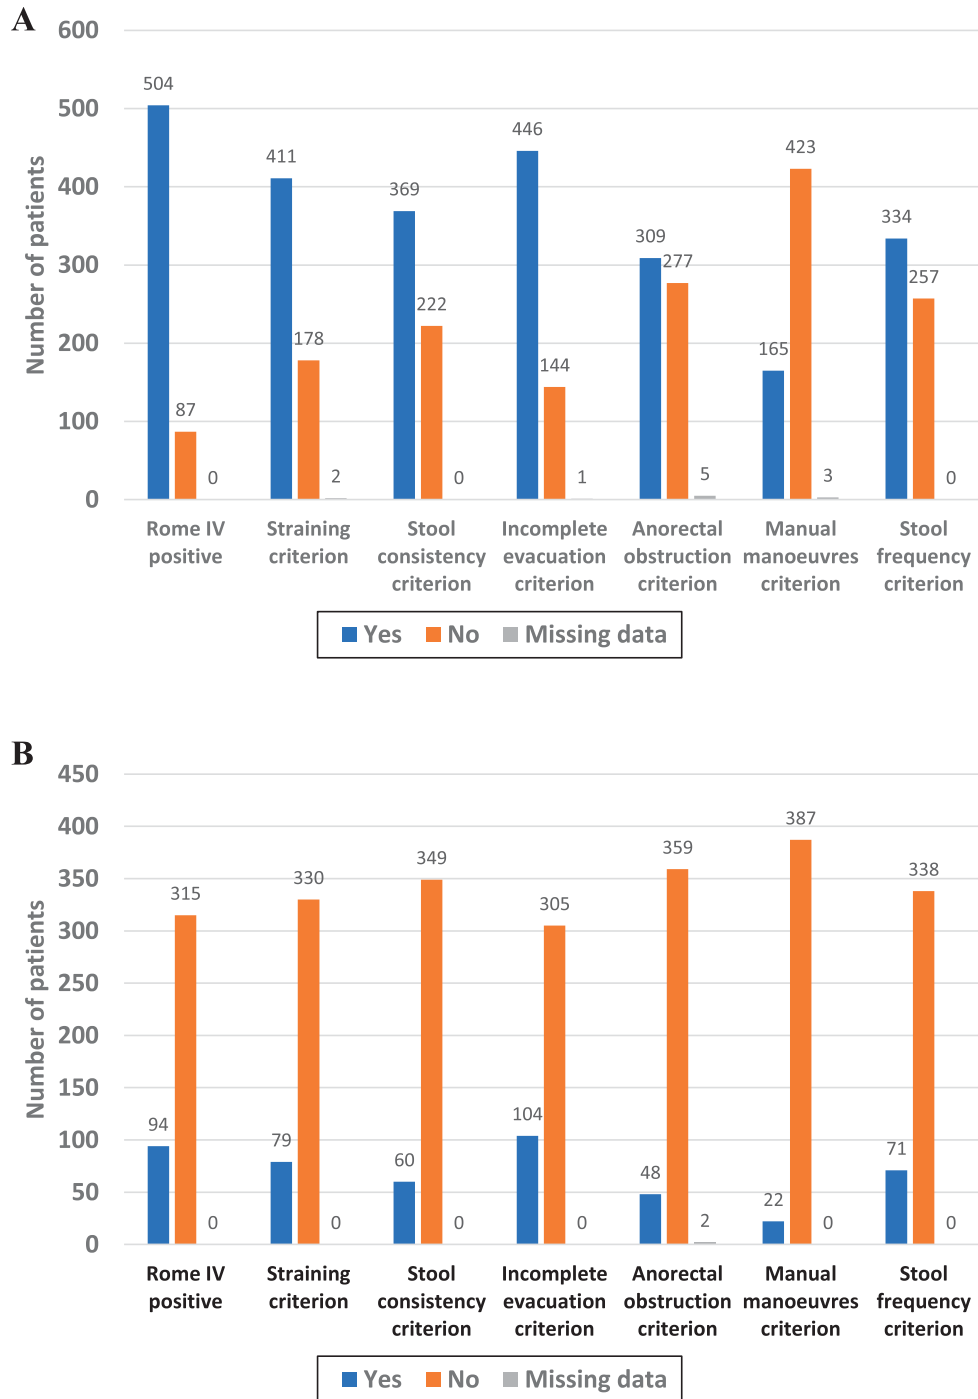 A
600
500
400
300
200
100
0
Number of patients
504
87
0
411
178
2
369
222
0
446
144
1
309
277
5
165
423
3
334
257
0
Rome IV
positive
Straining
criterion
Stool
consistency
criterion
Incomplete
evacuation
criterion
Anorectal
obstruction
criterion
Manual
manoeuvres
criterion
Stool
frequency
criterion
Yes No Missing data
B
450
400
350
300
250
200
150
100
50
0
Number of patients
94
315
0
79
330
0
60
349
0
104
305
0
48
359
2
22
387
0
71
338
0
Rome IV
positive
Straining
criterion
Stool
consistency
criterion
Incomplete
evacuation
criterion
Anorectal
obstruction
criterion
Manual
manoeuvres
criterion
Stool
frequency
criterion
Yes No Missing data